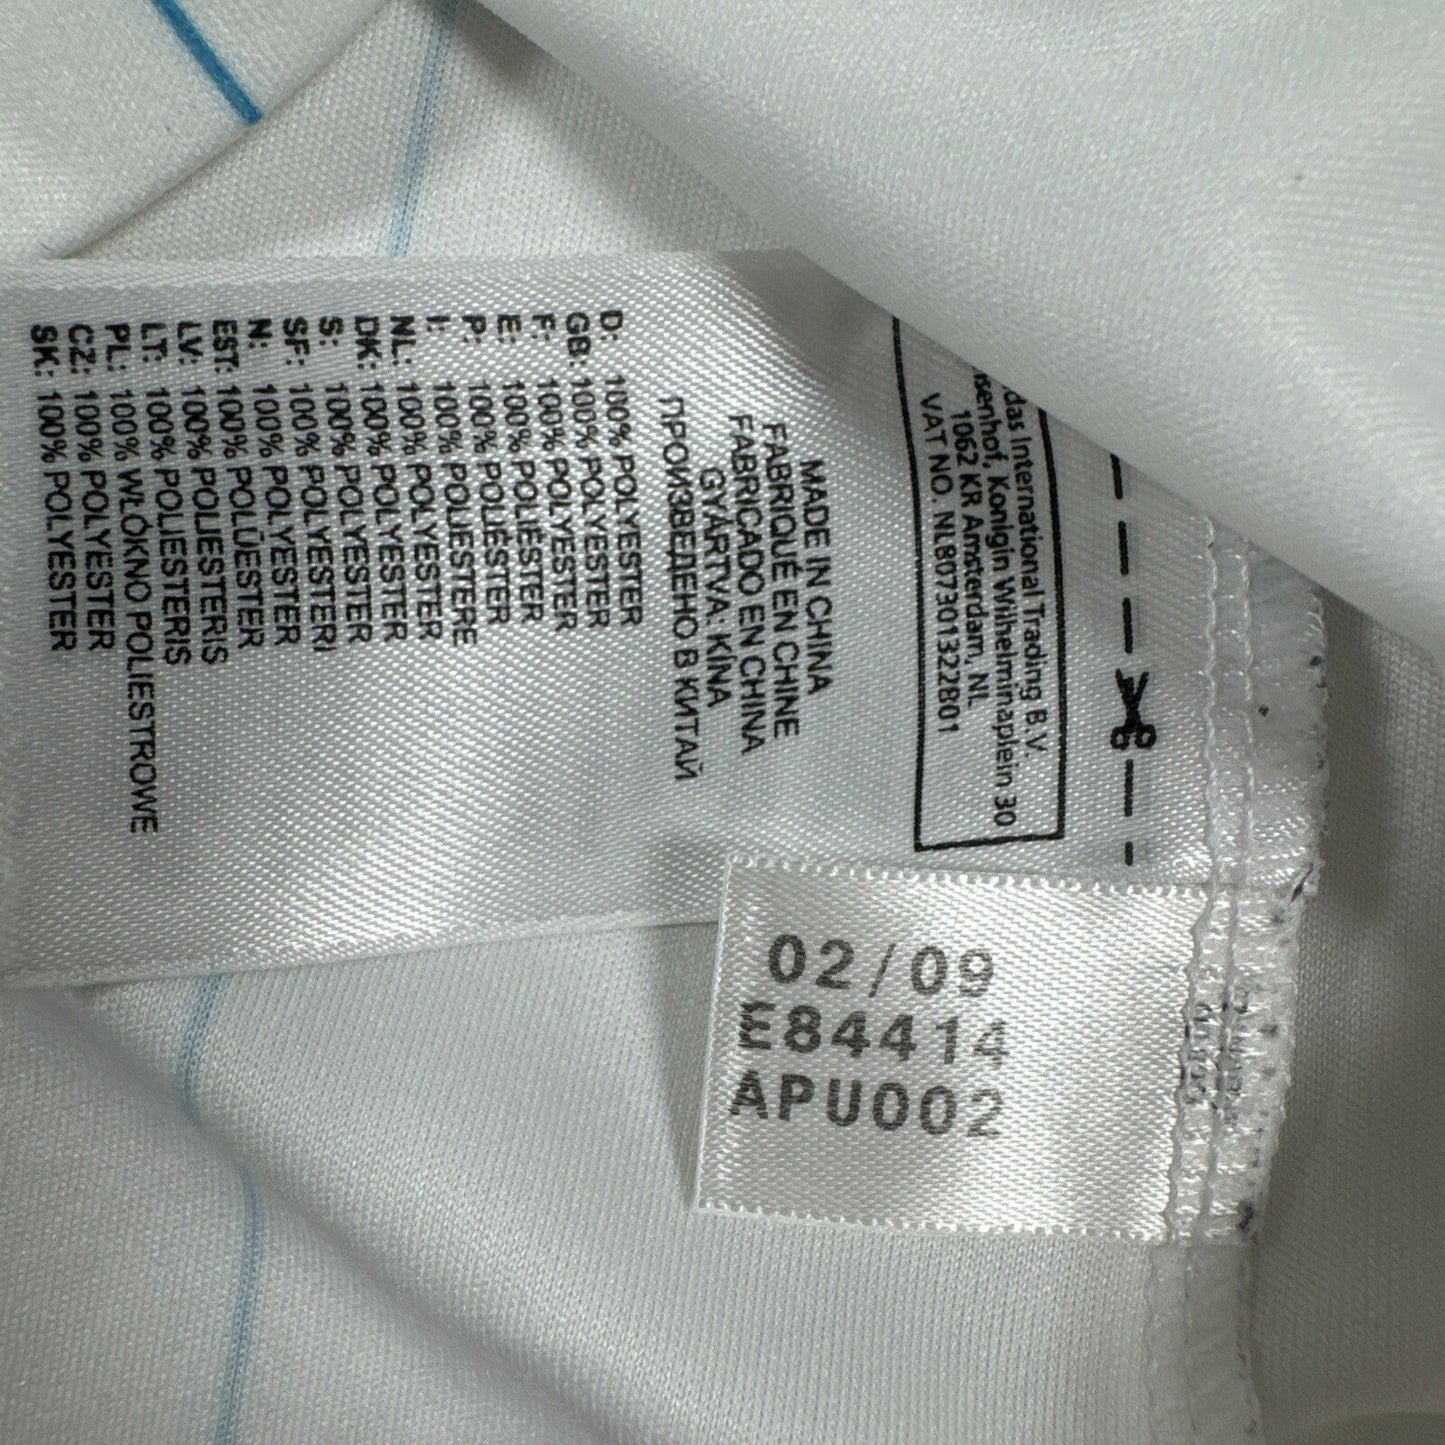 das International Trading B.V.
isenhof, Konigin Wilhelminaplein 30
1062 KR Amsterdam, NL
VAT NO. NL807301322B01
MADE IN CHINA
FABRIQUÉ EN CHINE
FABRICADO EN CHINA
GYÁRTVA: KÍNA
ПРОИЗВЕДЕНО В КИТАЙ
D: 100% POLYESTER
GB: 100% POLYESTER
F: 100% POLYESTER
E: 100% POLIÉSTER
P: 100% POLIÉSTER
I: 100% POLIESTERE
NL: 100% POLYESTER
DK: 100% POLYESTER
S: 100% POLYESTER
SF: 100% POLYESTERI
N: 100% POLYESTER
EST: 100% POLÜESTER
LV: 100% POLIESTERIS
LT: 100% POLIESTERIS
PL: 100% WŁÓKNO POLIESTROWE
CZ: 100% POLYESTER
SK: 100% POLYESTER
02/09
E84414
APU002